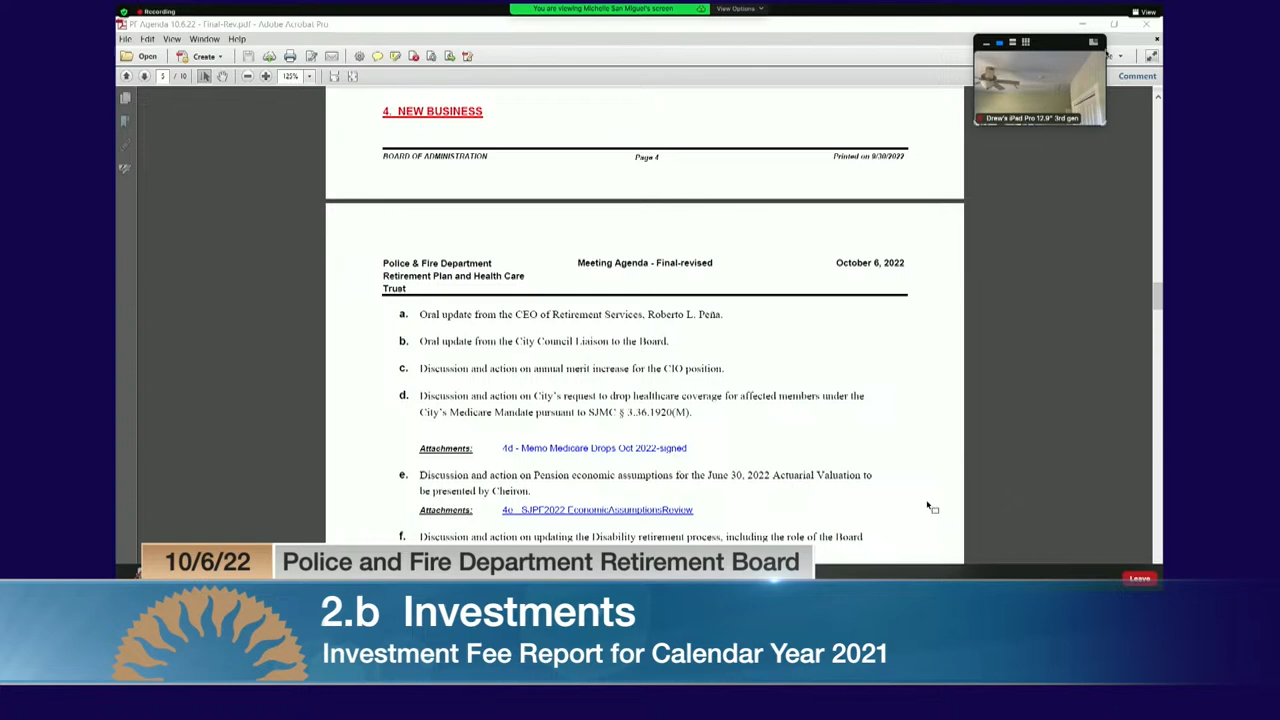 Recording
You are viewing Michelle San Miguel's screen
View Options
View
PF Agenda 10.6.22 - Final-Rev.pdf - Adobe Acrobat Pro
File Edit View Window Help
Open
Create
5 / 10
125%
Comment
Drew's iPad Pro 12.9" 3rd gen
4. NEW BUSINESS
BOARD OF ADMINISTRATION Page 4 Printed on 9/30/2022
Police & Fire Department Meeting Agenda - Final-revised October 6, 2022
Retirement Plan and Health Care
Trust
a. Oral update from the CEO of Retirement Services, Roberto L. Peña.
b. Oral update from the City Council Liaison to the Board.
c. Discussion and action on annual merit increase for the CIO position.
d. Discussion and action on City's request to drop healthcare coverage for affected members under the
City's Medicare Mandate pursuant to SJMC § 3.36.1920(M).
Attachments: 4d - Memo Medicare Drops Oct 2022-signed
e. Discussion and action on Pension economic assumptions for the June 30, 2022 Actuarial Valuation to
be presented by Cheiron.
Attachments: 4e SJPF2022 EconomicAssumptionsReview
f. Discussion and action on updating the Disability retirement process, including the role of the Board
Leave
10/6/22 Police and Fire Department Retirement Board
2.b Investments
Investment Fee Report for Calendar Year 2021